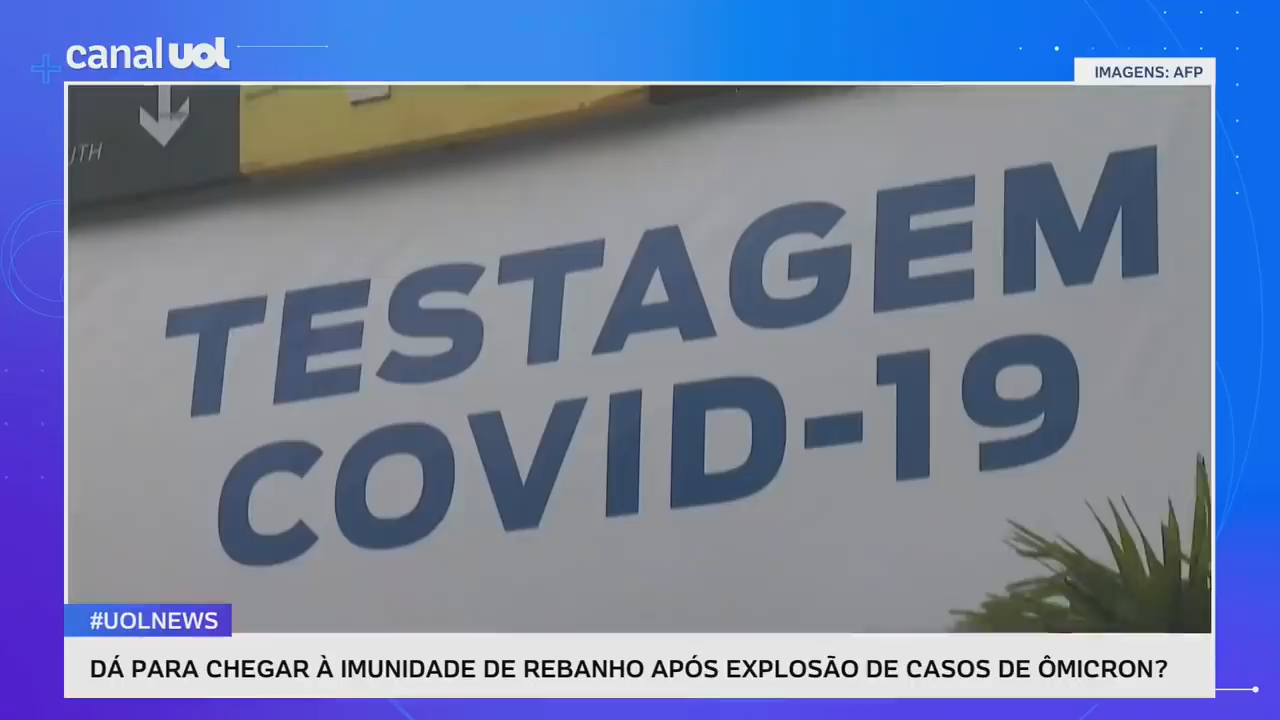 canal uol
IMAGENS: AFP
UTH
TESTAGEM
COVID-19
#UOLNEWS
DÁ PARA CHEGAR À IMUNIDADE DE REBANHO APÓS EXPLOSÃO DE CASOS DE ÔMICRON?